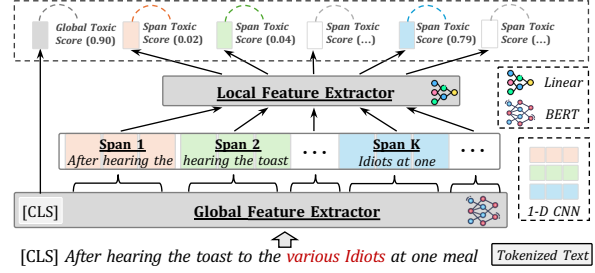 Global Toxic Score (0.90)
Span Toxic Score (0.02)
Span Toxic Score (0.04)
Span Toxic Score (...)
Span Toxic Score (0.79)
Span Toxic Score (...)
Local Feature Extractor
Linear
BERT
Span 1
After hearing the
Span 2
hearing the toast
...
Span K
Idiots at one
...
1-D CNN
[CLS]
Global Feature Extractor
[CLS] After hearing the toast to the various Idiots at one meal
Tokenized Text